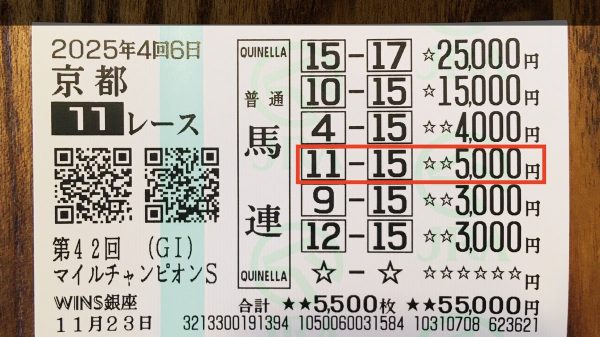 2025年4回6日
京都
11レース
第42回 (GI)
マイルチャンピオンS
WINS銀座
11月23日
QUINELLA
普通
馬連
QUINELLA
15-17 ☆25,000円
10-15 ☆15,000円
4-15 ☆☆4,000円
11-15 ☆☆5,000円
9-15 ☆☆3,000円
12-15 ☆☆3,000円
☆-☆ ☆☆☆☆☆☆円
合計 ★★5,500枚 ★★55,000円
3213300191394 1050060031584 10310708 623621